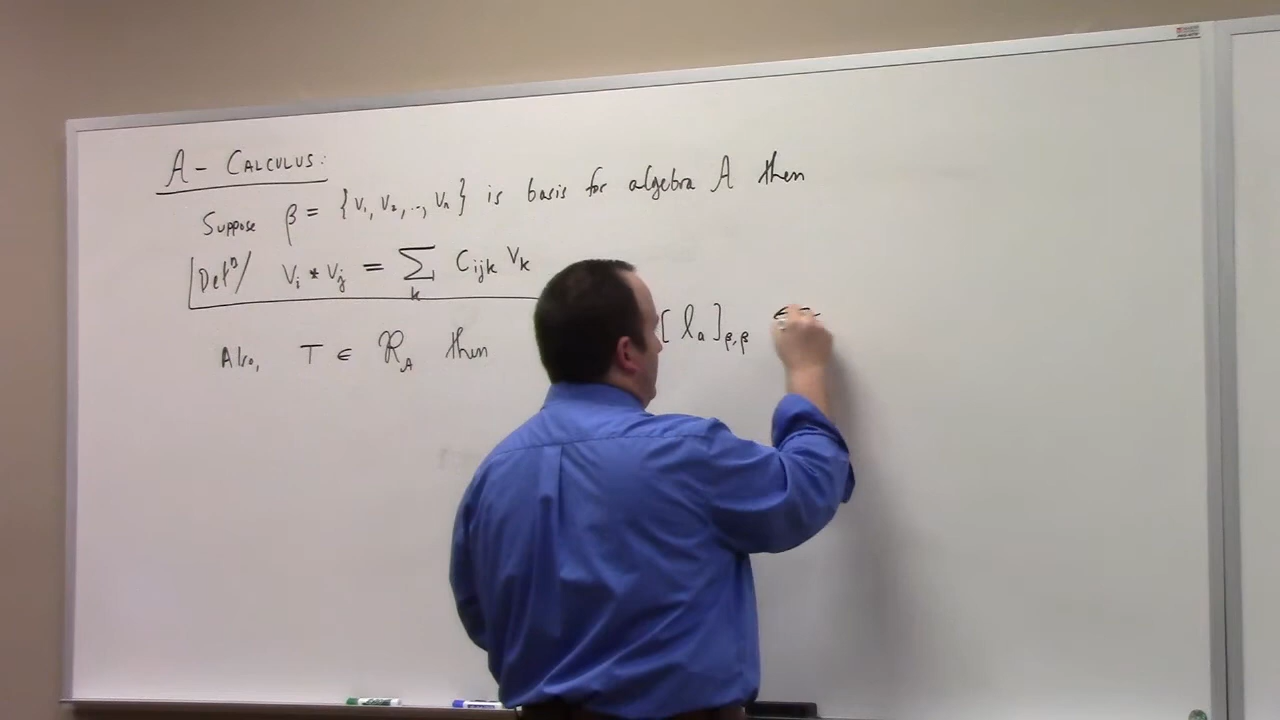 A - CALCULUS:
Suppose β = {v₁, v₂, .., vₙ} is basis for algebra A then
Defⁿ/ vᵢ * vⱼ = ∑ₖ Cᵢⱼₖ vₖ
Also, T ∈ R_A then [ lₐ ]_β,β ∈